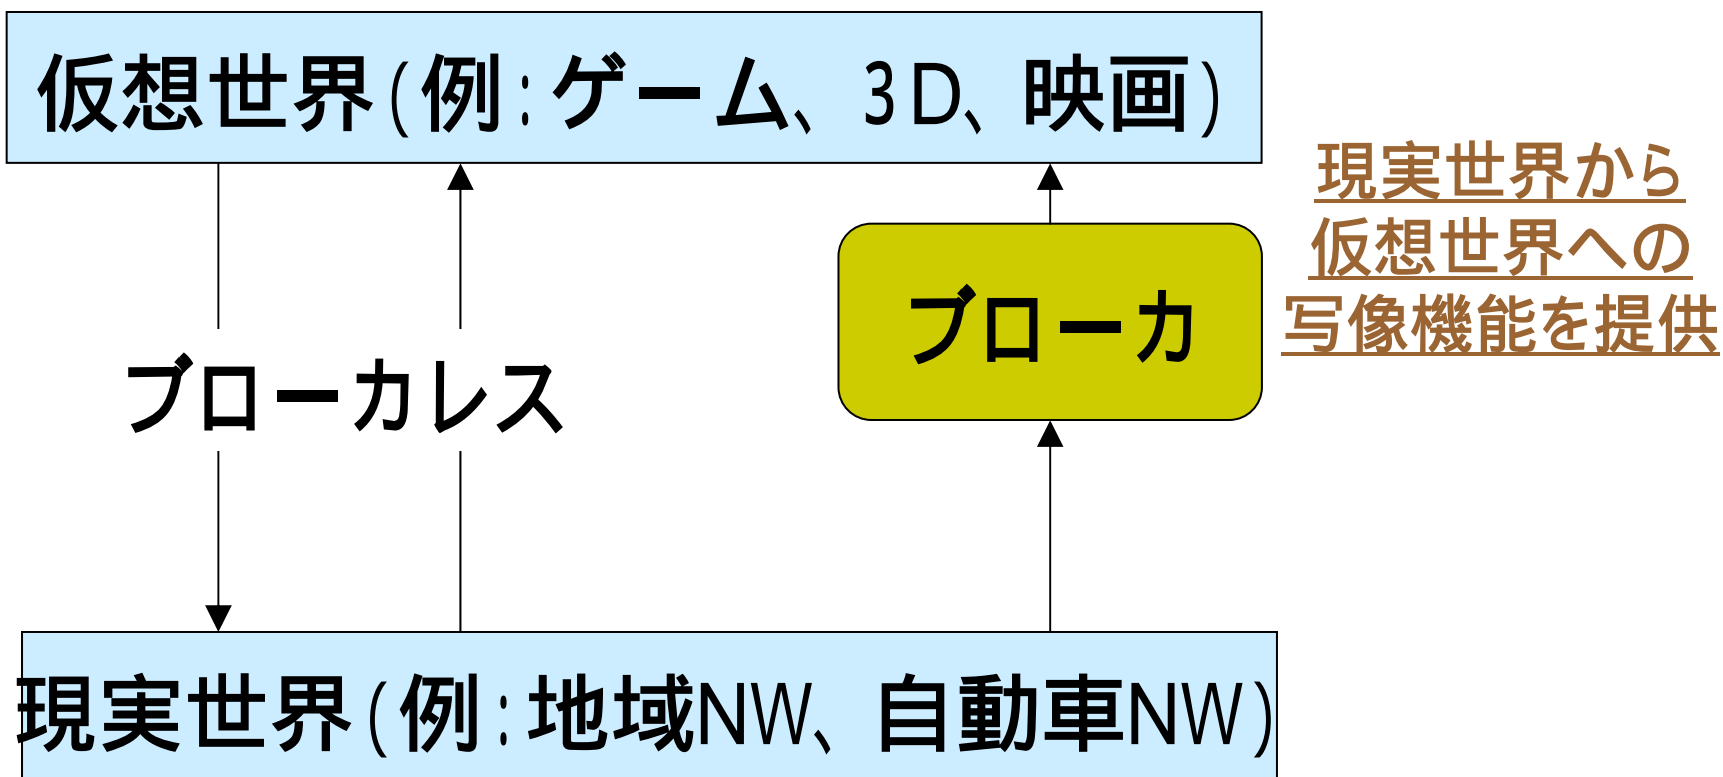 仮想世界(例:ゲーム、3D、映画)
現実世界から
仮想世界への
写像機能を提供
ブローカ
ブローカレス
現実世界(例:地域NW、自動車NW)